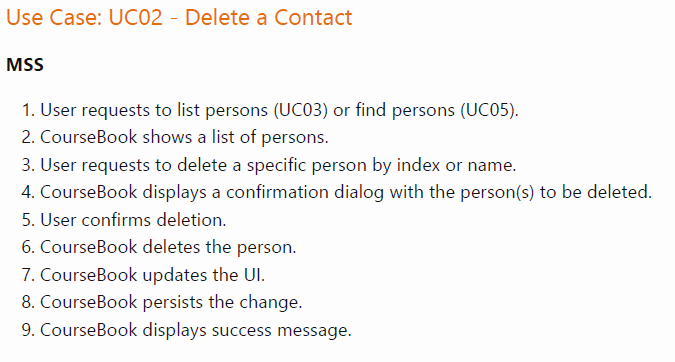 Use Case: UC02 - Delete a Contact
MSS
1. User requests to list persons (UC03) or find persons (UC05).
2. CourseBook shows a list of persons.
3. User requests to delete a specific person by index or name.
4. CourseBook displays a confirmation dialog with the person(s) to be deleted.
5. User confirms deletion.
6. CourseBook deletes the person.
7. CourseBook updates the UI.
8. CourseBook persists the change.
9. CourseBook displays success message.